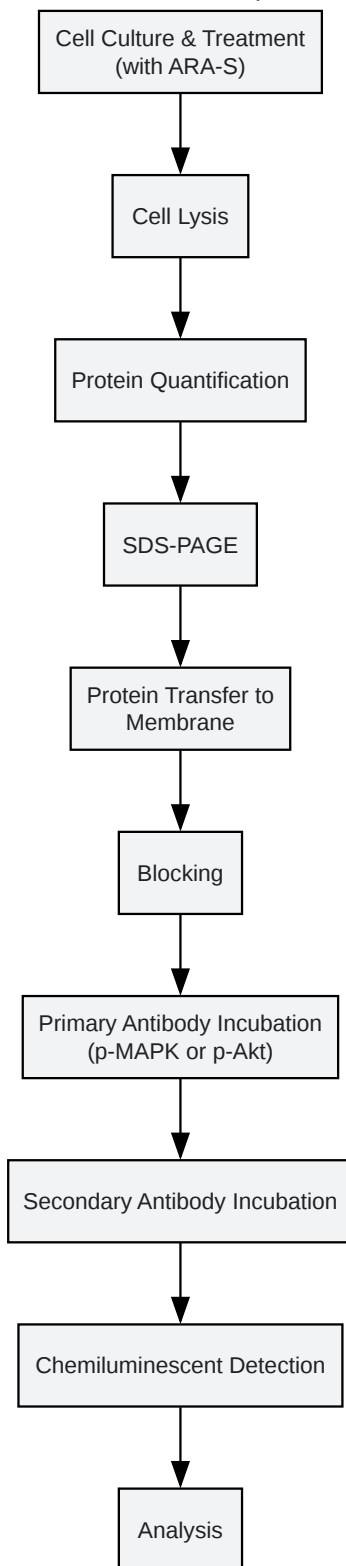 Cell Culture & Treatment
(with ARA-S)
Cell Lysis
Protein Quantification
SDS-PAGE
Protein Transfer to
Membrane
Blocking
Primary Antibody Incubation
(p-MAPK or p-Akt)
Secondary Antibody Incubation
Chemiluminescent Detection
Analysis